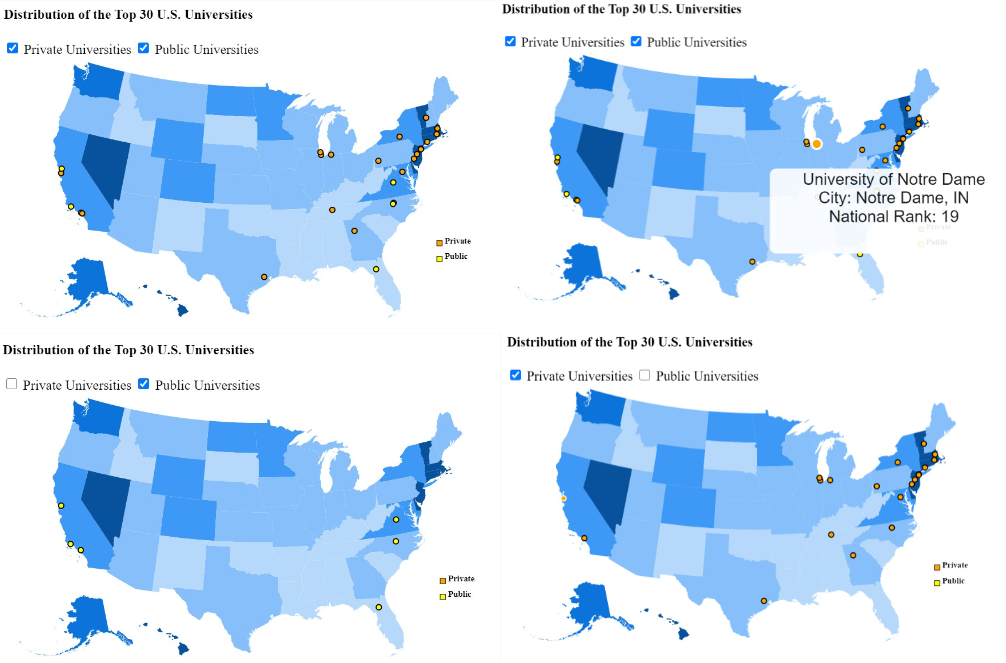 Distribution of the Top 30 U.S. Universities
Private Universities Public Universities
Private
Public
Distribution of the Top 30 U.S. Universities
Private Universities Public Universities
University of Notre Dame
City: Notre Dame, IN
National Rank: 19
Private
Public
Distribution of the Top 30 U.S. Universities
Private Universities Public Universities
Private
Public
Distribution of the Top 30 U.S. Universities
Private Universities Public Universities
Private
Public